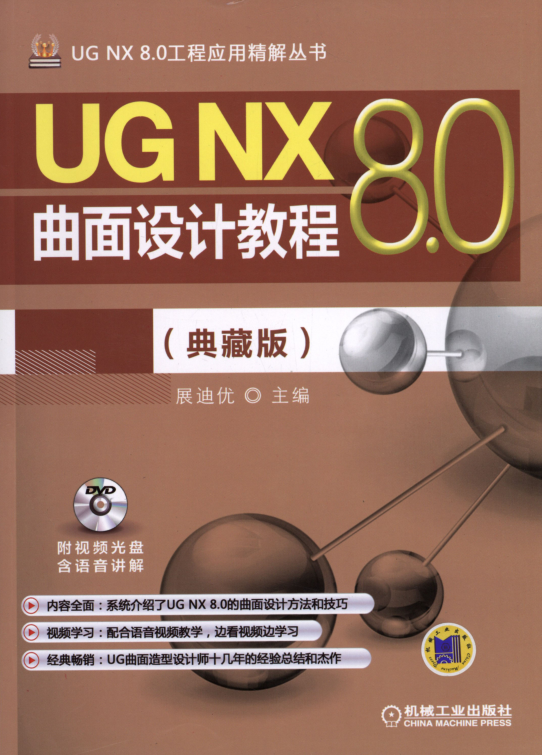 UG NX 8.0工程应用精解丛书
UG NX 8.0
曲面设计教程
（典藏版）
展迪优 ◎ 主编
DVD
附视频光盘
含语音讲解
内容全面：系统介绍了UG NX 8.0的曲面设计方法和技巧
视频学习：配合语音视频教学，边看视频边学习
经典畅销：UG曲面造型设计师十几年的经验总结和杰作
机械工业出版社
CHINA MACHINE PRESS